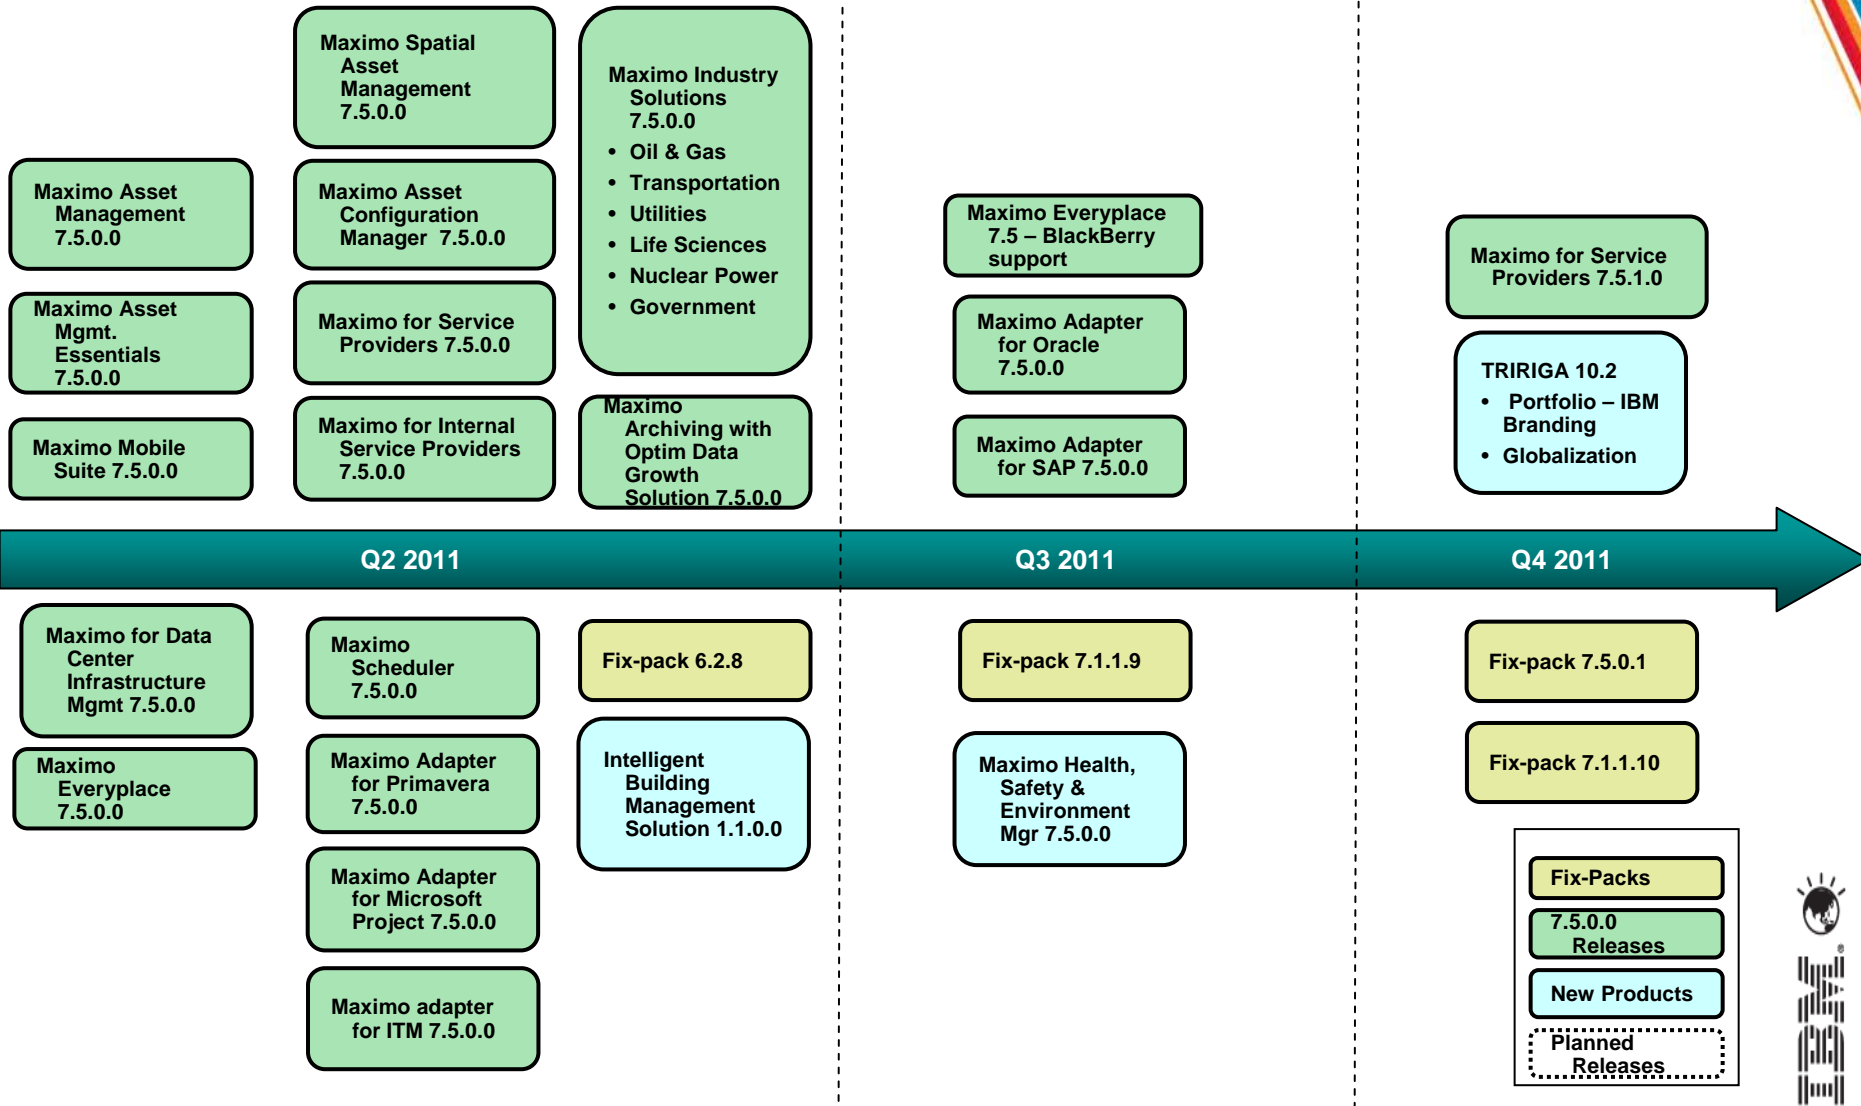 Maximo Asset
Management
7.5.0.0
Maximo Asset
Mgmt.
Essentials
7.5.0.0
Maximo Mobile
Suite 7.5.0.0
Maximo Spatial
Asset
Management
7.5.0.0
Maximo Asset
Configuration
Manager 7.5.0.0
Maximo for Service
Providers 7.5.0.0
Maximo for Internal
Service Providers
7.5.0.0
Maximo Industry
Solutions
7.5.0.0
• Oil & Gas
• Transportation
• Utilities
• Life Sciences
• Nuclear Power
• Government
Maximo
Archiving with
Optim Data
Growth
Solution 7.5.0.0
Maximo Everyplace
7.5 – BlackBerry
support
Maximo Adapter
for Oracle
7.5.0.0
Maximo Adapter
for SAP 7.5.0.0
Maximo for Service
Providers 7.5.1.0
TRIRIGA 10.2
• Portfolio – IBM
Branding
• Globalization
Q2 2011
Q3 2011
Q4 2011
Maximo for Data
Center
Infrastructure
Mgmt 7.5.0.0
Maximo
Everyplace
7.5.0.0
Maximo
Scheduler
7.5.0.0
Maximo Adapter
for Primavera
7.5.0.0
Maximo Adapter
for Microsoft
Project 7.5.0.0
Maximo adapter
for ITM 7.5.0.0
Fix-pack 6.2.8
Intelligent
Building
Management
Solution 1.1.0.0
Fix-pack 7.1.1.9
Maximo Health,
Safety &
Environment
Mgr 7.5.0.0
Fix-pack 7.5.0.1
Fix-pack 7.1.1.10
Fix-Packs
7.5.0.0
Releases
New Products
Planned
Releases
IBM®